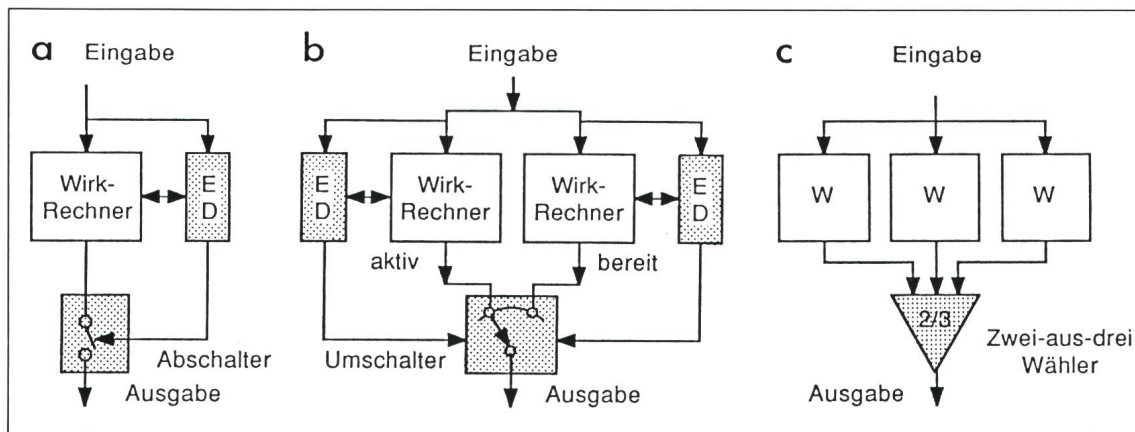 a
Eingabe
Wirk-
Rechner
E
D
Abschalter
Ausgabe
b
Eingabe
E
D
Wirk-
Rechner
Wirk-
Rechner
E
D
aktiv
bereit
Umschalter
Ausgabe
c
Eingabe
W
W
W
2/3
Zwei-aus-drei
Wähler
Ausgabe